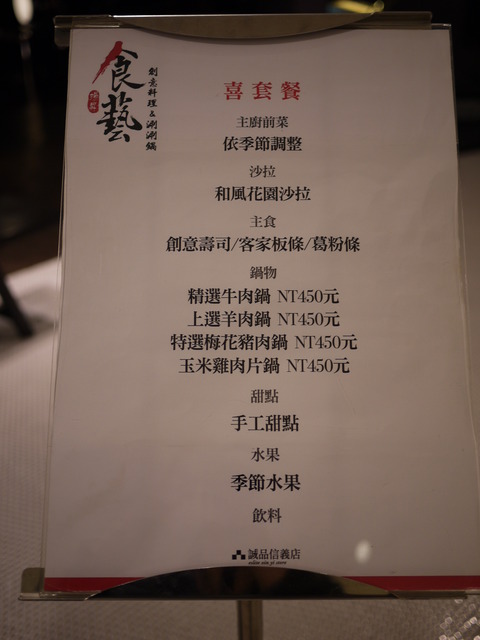 食藝
創意料理&涮涮鍋
喜套餐
主廚前菜
依季節調整
沙拉
和風花園沙拉
主食
創意壽司/客家板條/葛粉條
鍋物
精選牛肉鍋 NT450元
上選羊肉鍋 NT450元
特選梅花豬肉鍋 NT450元
玉米雞肉片鍋 NT450元
甜點
手工甜點
水果
季節水果
飲料
誠品信義店
eslite xin yi store